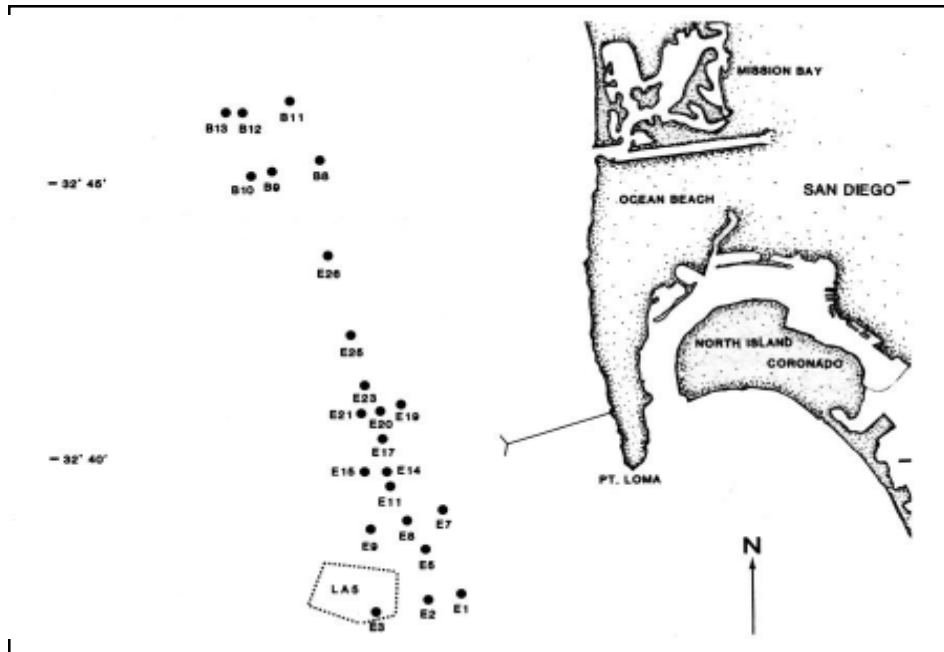 MISSION BAY
B11
B13
B12
B8
B10
B9
32° 45'
SAN DIEGO
OCEAN BEACH
E26
E25
NORTH ISLAND
CORONADO
E23
E21
E20
E19
E17
32° 40'
E15
E14
PT. LOMA
E11
E7
E8
E9
E5
N
LA5
E3
E2
E1